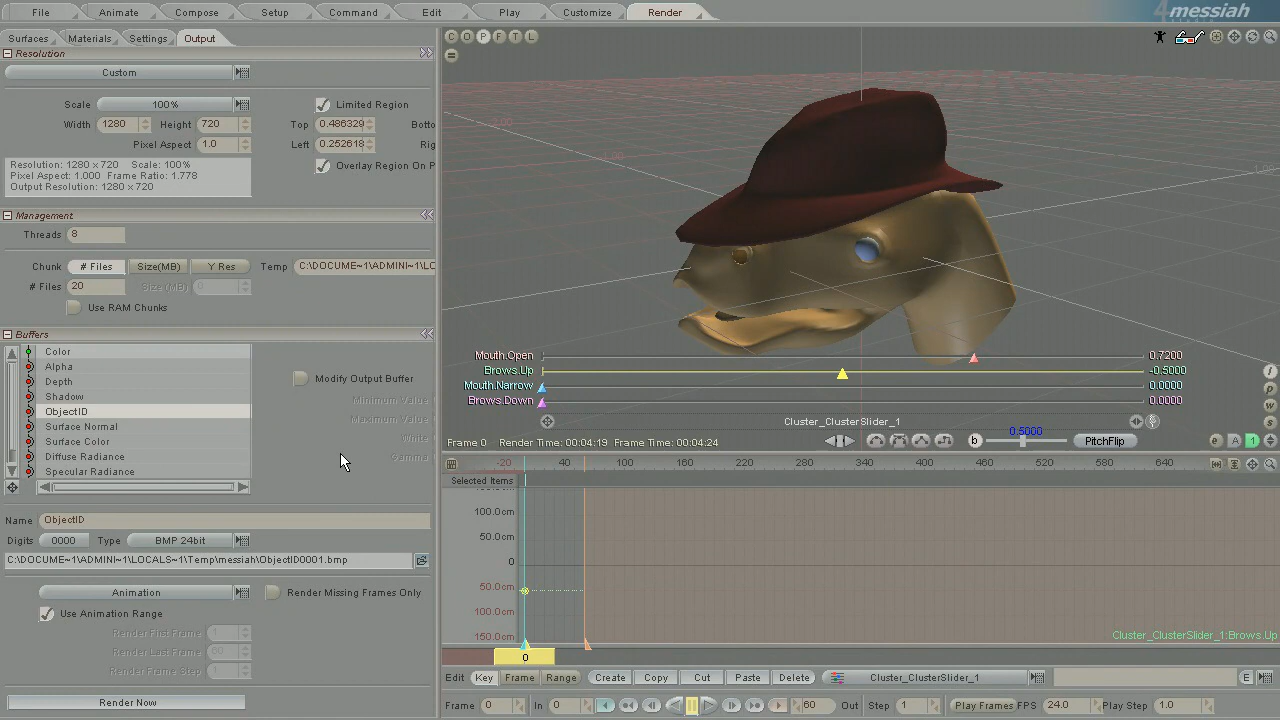 File Animate Compose Setup Command Edit Play Customize Render
4messiah
Surfaces Materials Settings Output C O P F T L
Resolution
Custom
Scale 100% Limited Region
Width 1280 Height 720 Top 0.486329 Botto
Pixel Aspect 1.0 Left 0.252618 Rig
Resolution: 1280 x 720 Scale: 100% Overlay Region On P
Pixel Aspect: 1.000 Frame Ratio: 1.778
Output Resolution: 1280 x 720
Management
Threads 8
Chunk # Files Size(MB) Y Res Temp C:\DOCUME~1\ADMINI~1\LO
# Files 20 Size (MB) 0
Use RAM Chunks
Buffers
Color
Alpha
Depth
Shadow
ObjectID
Surface Normal
Surface Color
Diffuse Radiance
Specular Radiance
Modify Output Buffer
Minimum Value
Maximum Value
White
Gamma
Name ObjectID
Digits 0000 Type BMP 24bit
C:\DOCUME~1\ADMINI~1\LOCALS~1\Temp\messiah\ObjectID0001.bmp
Animation Render Missing Frames Only
Use Animation Range
Render First Frame 1
Render Last Frame 60
Render Frame Step 1
Render Now
Mouth.Open 0.7200
Brows.Up -0.5000
Mouth.Narrow 0.0000
Brows.Down 0.0000
Cluster_ClusterSlider_1
Frame 0 Render Time: 00:04:19 Frame Time: 00:04:24 b 0.5000 PitchFlip e A 1
-20 40 100 160 220 280 340 400 460 520 580 640
Selected Items
100.0cm
50.0cm
0
50.0cm
100.0cm
150.0cm
Cluster_ClusterSlider_1:Brows.Up
0
Edit Key Frame Range Create Copy Cut Paste Delete Cluster_ClusterSlider_1 E
Frame 0 In 0 60 Out Step 1 Play Frames FPS 24.0 Play Step 1.0